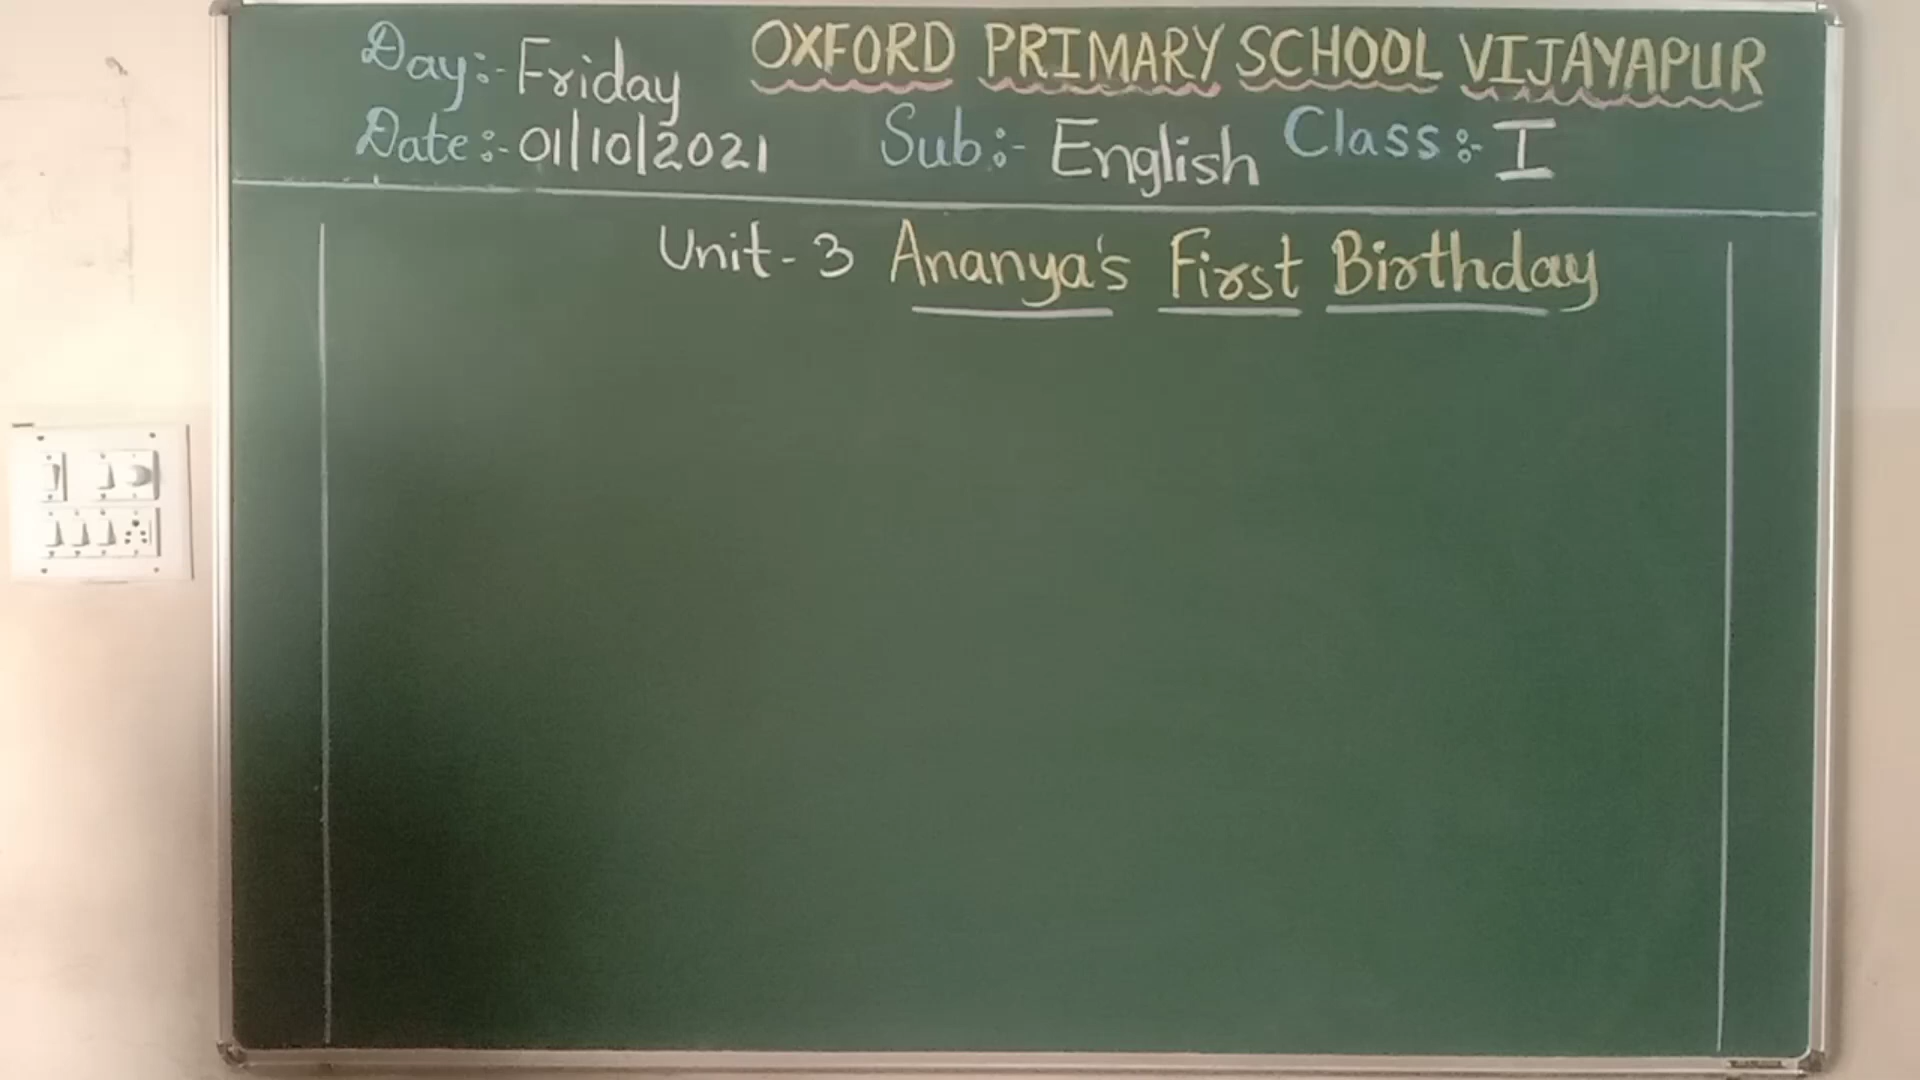 Day:- Friday OXFORD PRIMARY SCHOOL VIJAYAPUR
Date:- 01/10/2021 Sub:- English Class:- I
Unit-3 Ananya's First Birthday